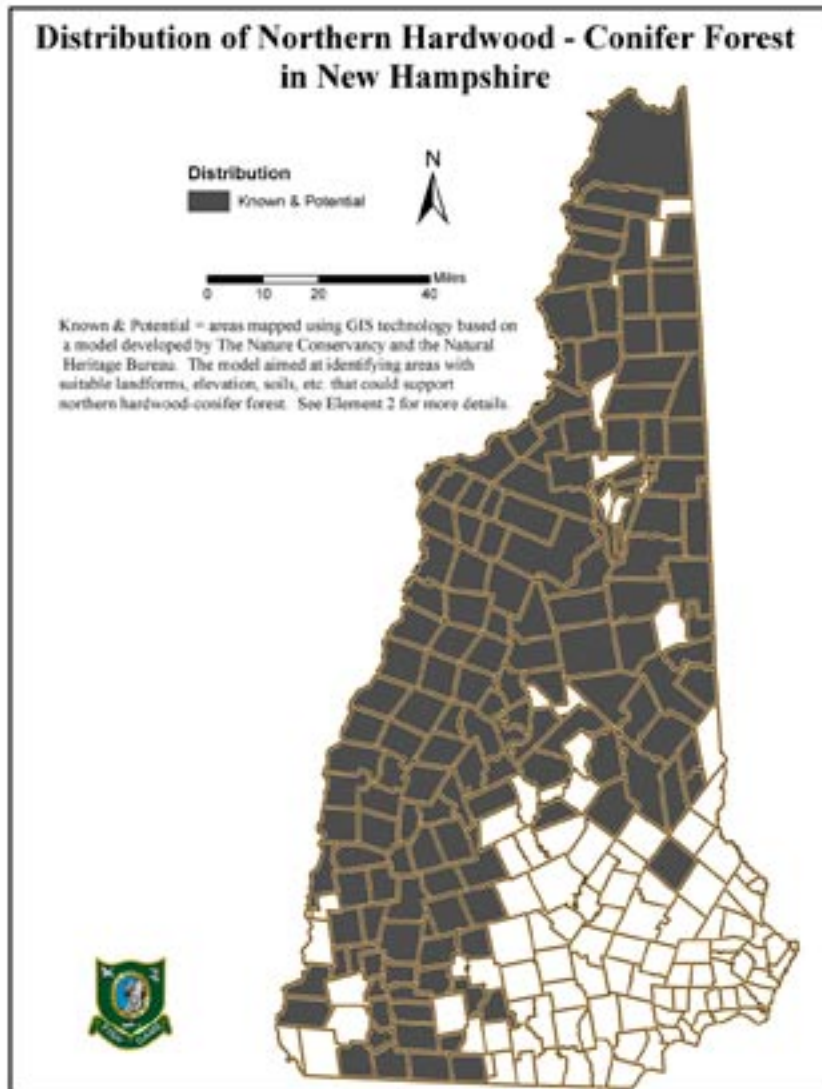 Distribution of Northern Hardwood - Conifer Forest
in New Hampshire
Distribution
Known & Potential
N
Miles
0 10 20 40
Known & Potential = areas mapped using GIS technology based on
a model developed by The Nature Conservancy and the Natural
Heritage Bureau. The model aimed at identifying areas with
suitable landforms, elevation, soils, etc. that could support
northern hardwood-conifer forest. See Element 2 for more details.